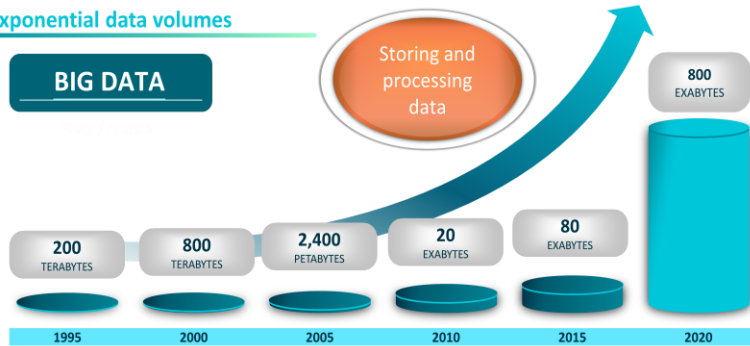 xponential data volumes
BIG DATA
Storing and
processing
data
800
EXABYTES
200
TERABYTES
800
TERABYTES
2,400
PETABYTES
20
EXABYTES
80
EXABYTES
1995
2000
2005
2010
2015
2020